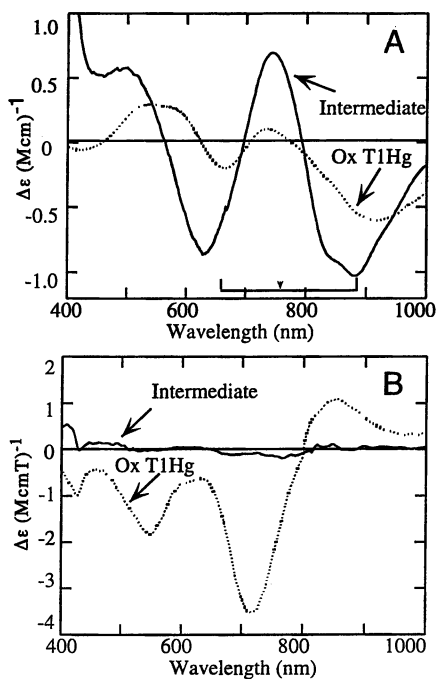 A
1.0
0.5
0
-0.5
-1.0
Δε (Mcm)⁻¹
Intermediate
Ox T1Hg
400 600 800 1000
Wavelength (nm)
B
2
1
0
-1
-2
-3
-4
Δε (McmT)⁻¹
Intermediate
Ox T1Hg
400 600 800 1000
Wavelength (nm)